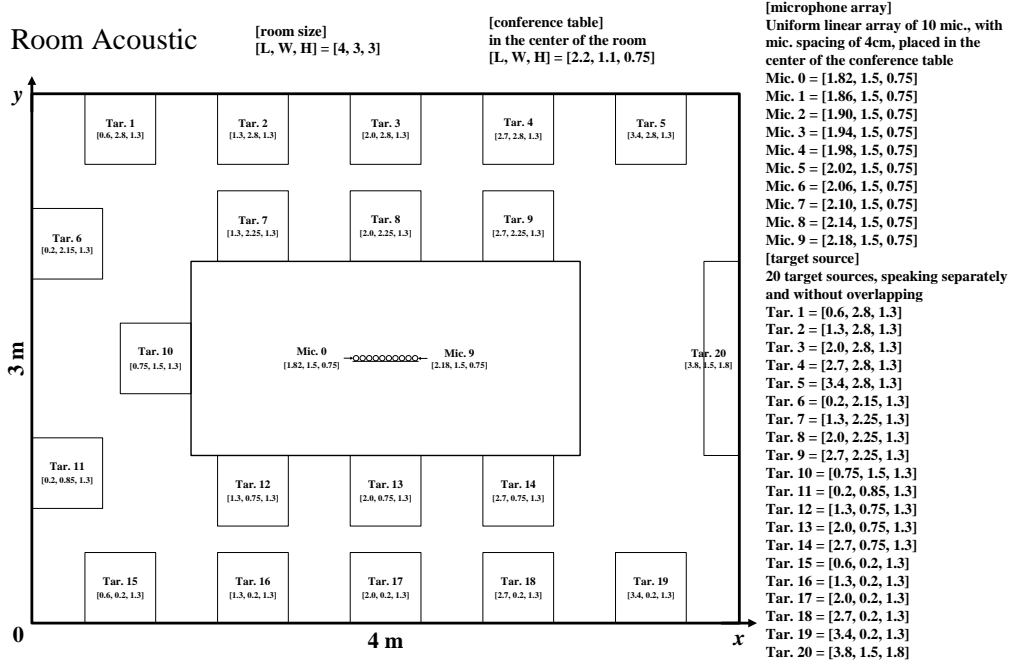 Room Acoustic
[room size]
[L, W, H] = [4, 3, 3]
[conference table]
in the center of the room
[L, W, H] = [2.2, 1.1, 0.75]
y
Tar. 1
[0.6, 2.8, 1.3]
Tar. 2
[1.3, 2.8, 1.3]
Tar. 3
[2.0, 2.8, 1.3]
Tar. 4
[2.7, 2.8, 1.3]
Tar. 5
[3.4, 2.8, 1.3]
Tar. 6
[0.2, 2.15, 1.3]
Tar. 7
[1.3, 2.25, 1.3]
Tar. 8
[2.0, 2.25, 1.3]
Tar. 9
[2.7, 2.25, 1.3]
3 m
Tar. 10
[0.75, 1.5, 1.3]
Mic. 0
[1.82, 1.5, 0.75]
Mic. 9
[2.18, 1.5, 0.75]
Tar. 20
[3.8, 1.5, 1.8]
Tar. 11
[0.2, 0.85, 1.3]
Tar. 12
[1.3, 0.75, 1.3]
Tar. 13
[2.0, 0.75, 1.3]
Tar. 14
[2.7, 0.75, 1.3]
Tar. 15
[0.6, 0.2, 1.3]
Tar. 16
[1.3, 0.2, 1.3]
Tar. 17
[2.0, 0.2, 1.3]
Tar. 18
[2.7, 0.2, 1.3]
Tar. 19
[3.4, 0.2, 1.3]
0
4 m
x
[microphone array]
Uniform linear array of 10 mic., with
mic. spacing of 4cm, placed in the
center of the conference table
Mic. 0 = [1.82, 1.5, 0.75]
Mic. 1 = [1.86, 1.5, 0.75]
Mic. 2 = [1.90, 1.5, 0.75]
Mic. 3 = [1.94, 1.5, 0.75]
Mic. 4 = [1.98, 1.5, 0.75]
Mic. 5 = [2.02, 1.5, 0.75]
Mic. 6 = [2.06, 1.5, 0.75]
Mic. 7 = [2.10, 1.5, 0.75]
Mic. 8 = [2.14, 1.5, 0.75]
Mic. 9 = [2.18, 1.5, 0.75]
[target source]
20 target sources, speaking separately
and without overlapping
Tar. 1 = [0.6, 2.8, 1.3]
Tar. 2 = [1.3, 2.8, 1.3]
Tar. 3 = [2.0, 2.8, 1.3]
Tar. 4 = [2.7, 2.8, 1.3]
Tar. 5 = [3.4, 2.8, 1.3]
Tar. 6 = [0.2, 2.15, 1.3]
Tar. 7 = [1.3, 2.25, 1.3]
Tar. 8 = [2.0, 2.25, 1.3]
Tar. 9 = [2.7, 2.25, 1.3]
Tar. 10 = [0.75, 1.5, 1.3]
Tar. 11 = [0.2, 0.85, 1.3]
Tar. 12 = [1.3, 0.75, 1.3]
Tar. 13 = [2.0, 0.75, 1.3]
Tar. 14 = [2.7, 0.75, 1.3]
Tar. 15 = [0.6, 0.2, 1.3]
Tar. 16 = [1.3, 0.2, 1.3]
Tar. 17 = [2.0, 0.2, 1.3]
Tar. 18 = [2.7, 0.2, 1.3]
Tar. 19 = [3.4, 0.2, 1.3]
Tar. 20 = [3.8, 1.5, 1.8]